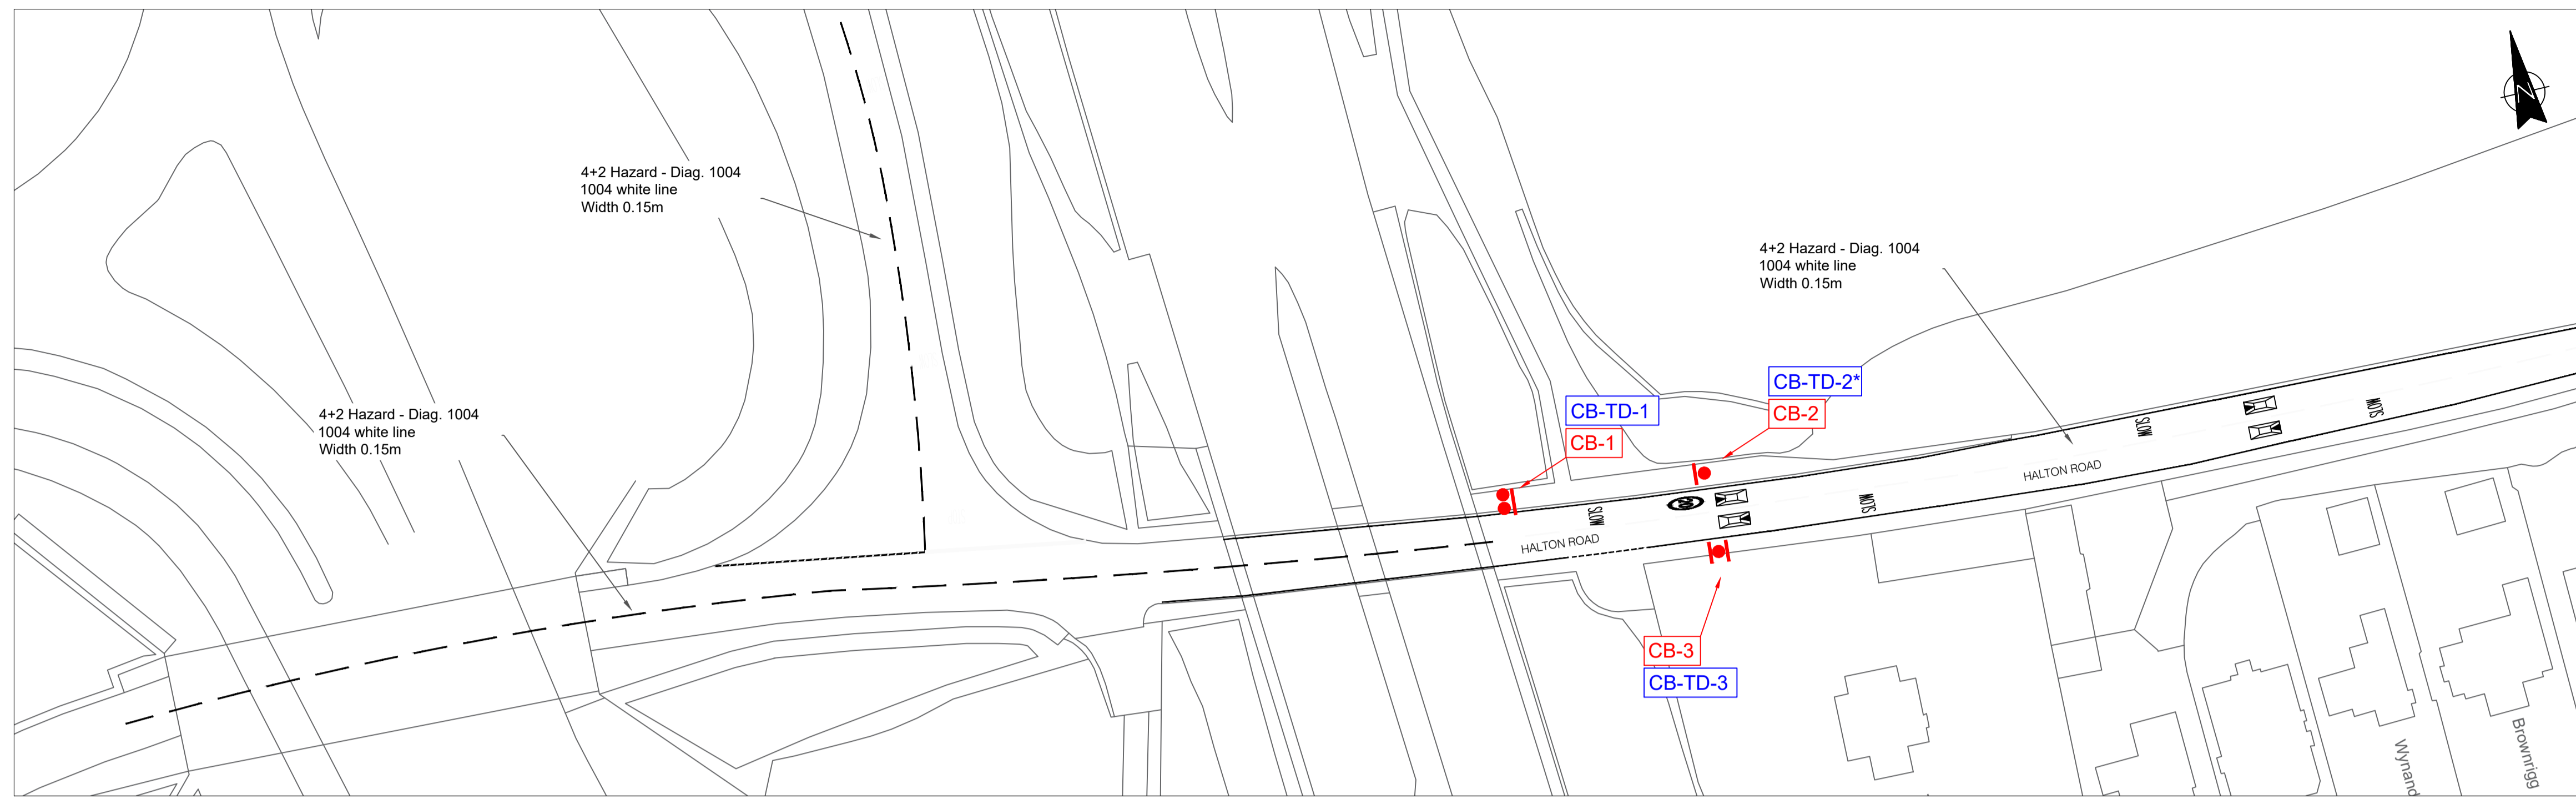 4+2 Hazard - Diag. 1004
1004 white line
Width 0.15m
N
4+2 Hazard - Diag. 1004
1004 white line
Width 0.15m
4+2 Hazard - Diag. 1004
1004 white line
Width 0.15m
CB-TD-1
CB-1
CB-TD-2*
CB-2
SLOW
SLOW
20
SLOW
SLOW
HALTON ROAD
HALTON ROAD
CB-3
CB-TD-3
Wynand
Brownrigg